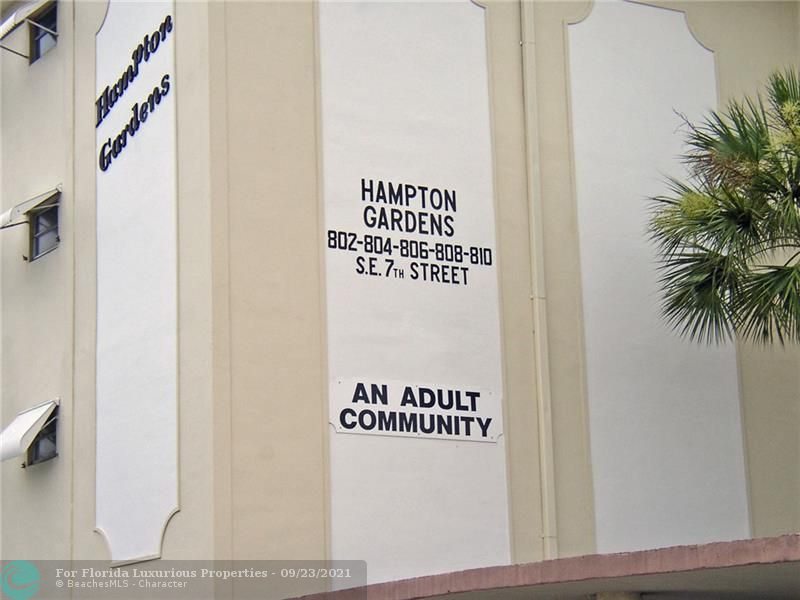 Hampton
Gardens
HAMPTON
GARDENS
802-804-806-808-810
S.E. 7TH STREET
AN ADULT
COMMUNITY
For Florida Luxurious Properties - 09/23/2021
© BeachesMLS - Character